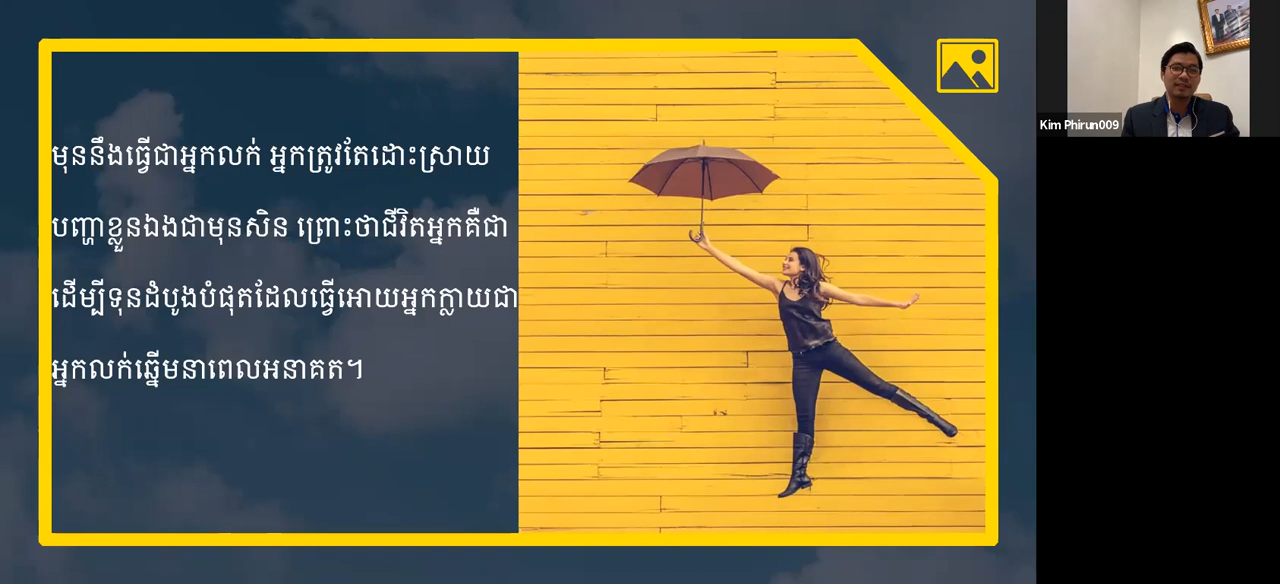 មុននឹងធ្វើជាអ្នកលក់ អ្នកត្រូវតែដោះស្រាយ
បញ្ហាខ្លួនឯងជាមុនសិន ព្រោះថាជីវិតអ្នកគឺជា
ដើម្បីទុនដំបូងបំផុតដែលធ្វើអោយអ្នកក្លាយជា
អ្នកលក់ឆ្នើមនាពេលអនាគត។
Kim Phirun009